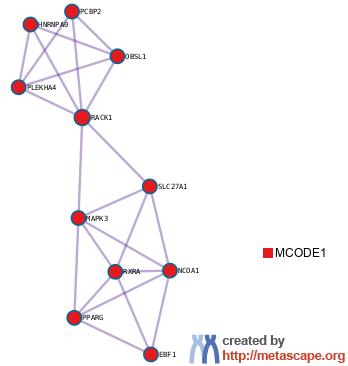 PCBP2
HNRNPA0
OBSL1
PLEKHA4
RACK1
SLC27A1
MAPK3
MCODE1
RXRA
NCOA1
PPARG
EBF1
created by
http://metascape.org